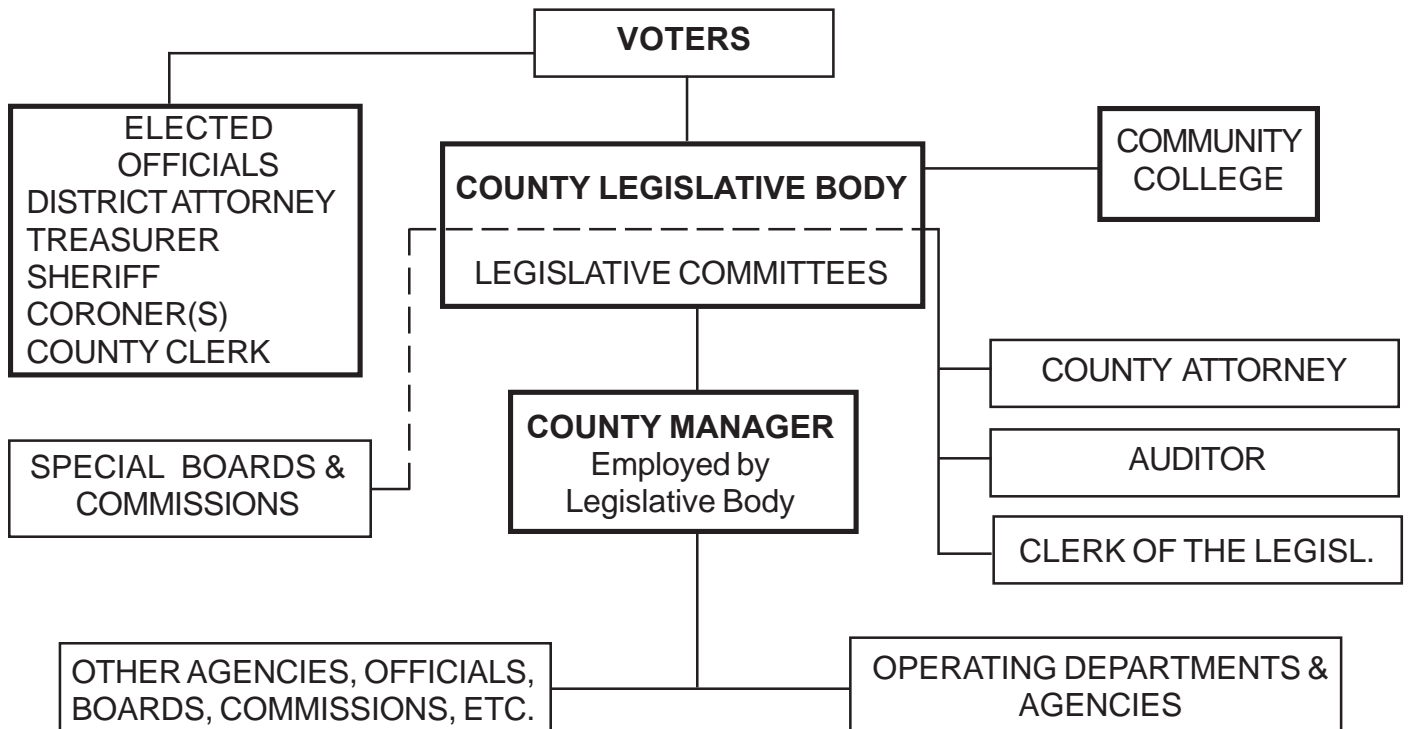 VOTERS
ELECTED
OFFICIALS
DISTRICT ATTORNEY
TREASURER
SHERIFF
CORONER(S)
COUNTY CLERK
COUNTY LEGISLATIVE BODY
LEGISLATIVE COMMITTEES
COMMUNITY
COLLEGE
SPECIAL BOARDS &
COMMISSIONS
COUNTY MANAGER
Employed by
Legislative Body
COUNTY ATTORNEY
AUDITOR
CLERK OF THE LEGISL.
OTHER AGENCIES, OFFICIALS,
BOARDS, COMMISSIONS, ETC.
OPERATING DEPARTMENTS &
AGENCIES